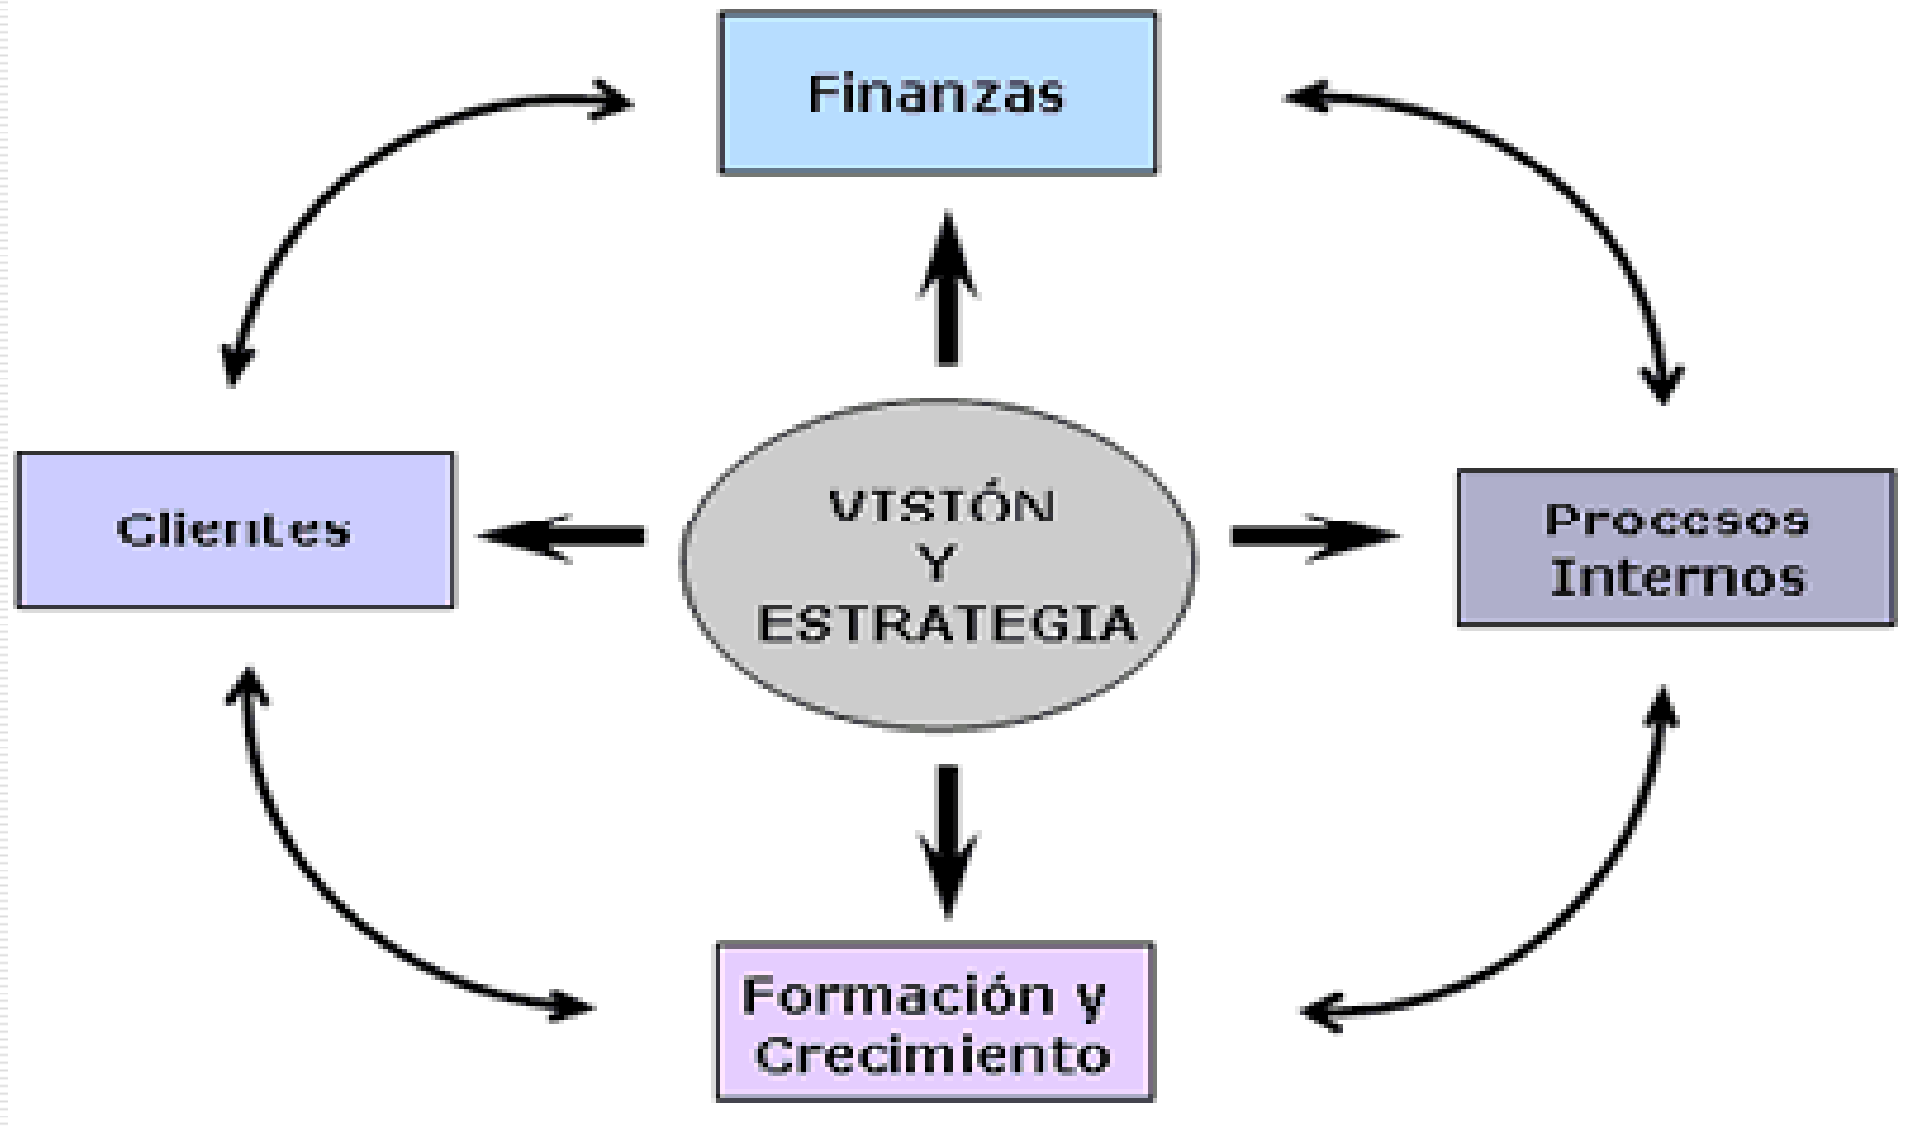 Finanzas
Clientes
VISIÓN
Y
ESTRATEGIA
Procesos
Internos
Formación y
Crecimiento